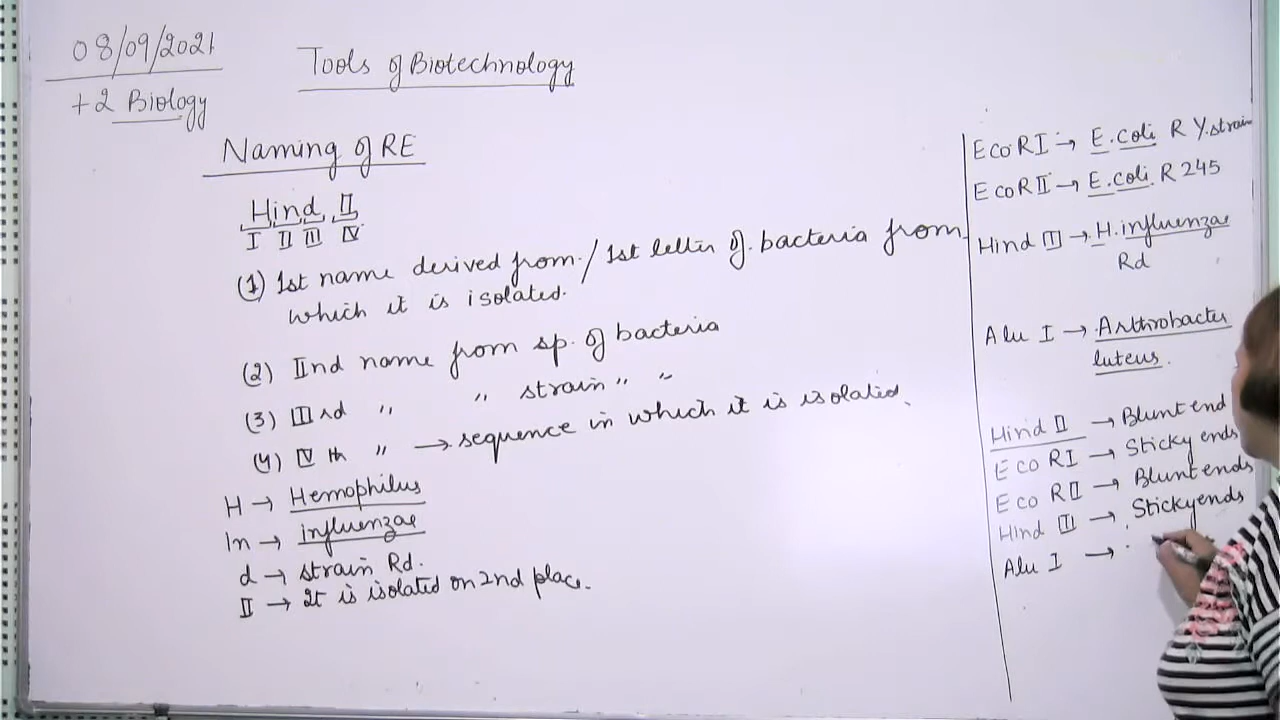 08/09/2021
+2 Biology
Tools of Biotechnology
Naming of RE
Hind II
I II III IV
(1) 1st name derived from / 1st letter of bacteria from
which it is isolated.
(2) IInd name from sp. of bacteria
(3) IIIrd " " strain " "
(4) IV th " → sequence in which it is isolated.
H → Hemophilus
In → influenzae
d → strain Rd.
II → It is isolated on 2nd place.
EcoRI → E.coli R Y.strain
EcoRII → E.coli R 245
Hind III → H.influenzae
Rd
Alu I → Arthrobacter
luteus.
Hind II → Blunt end
EcoRI → Sticky ends
EcoRII → Blunt ends
Hind III → Sticky ends
Alu I →